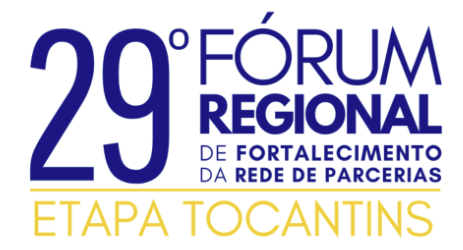 29º FÓRUM
REGIONAL
DE FORTALECIMENTO
DA REDE DE PARCERIAS
ETAPA TOCANTINS